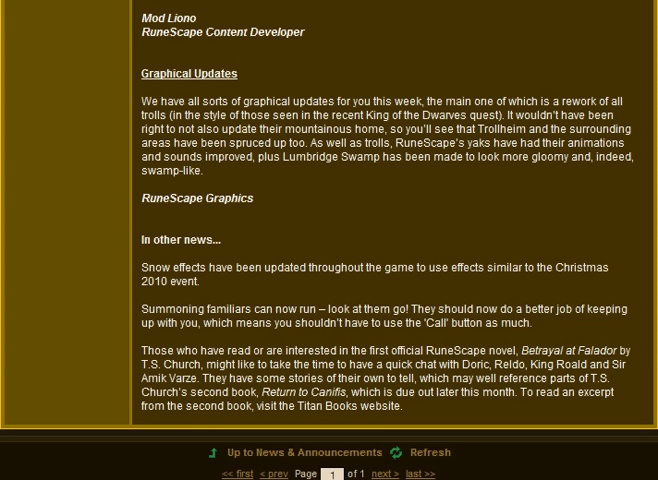 Mod Liono
RuneScape Content Developer
Graphical Updates
We have all sorts of graphical updates for you this week, the main one of which is a rework of all
trolls (in the style of those seen in the recent King of the Dwarves quest). It wouldn't have been
right to not also update their mountainous home, so you'll see that Trollheim and the surrounding
areas have been spruced up too. As well as trolls, RuneScape's yaks have had their animations
and sounds improved, plus Lumbridge Swamp has been made to look more gloomy and, indeed,
swamp-like.
RuneScape Graphics
In other news...
Snow effects have been updated throughout the game to use effects similar to the Christmas
2010 event.
Summoning familiars can now run – look at them go! They should now do a better job of keeping
up with you, which means you shouldn't have to use the 'Call' button as much.
Those who have read or are interested in the first official RuneScape novel, Betrayal at Falador by
T.S. Church, might like to take the time to have a quick chat with Doric, Reldo, King Roald and Sir
Amik Varze. They have some stories of their own to tell, which may well reference parts of T.S.
Church's second book, Return to Canifis, which is due out later this month. To read an excerpt
from the second book, visit the Titan Books website.
Up to News & Announcements Refresh
<< first < prev Page 1 of 1 next > last >>